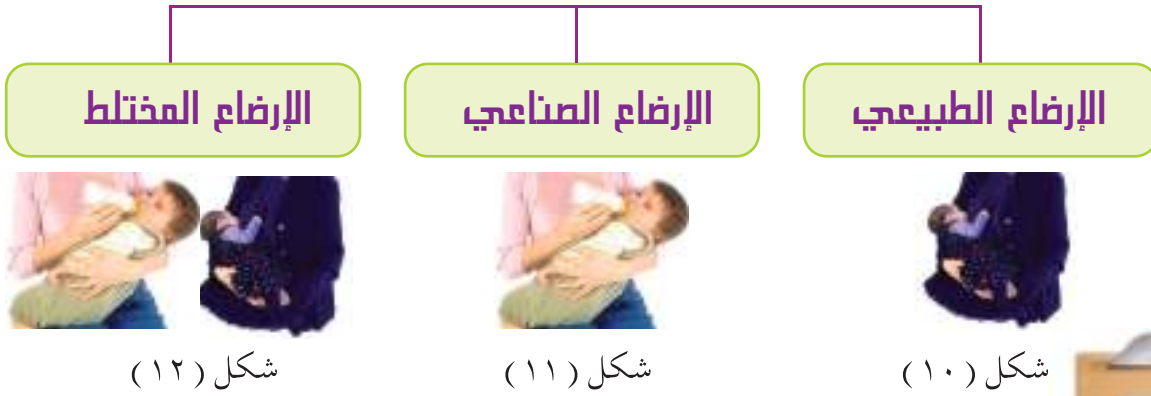 الإرضاع الطبيعي
الإرضاع الصناعي
الإرضاع المختلط
شكل (١٠)
شكل (١١)
شكل (١٢)